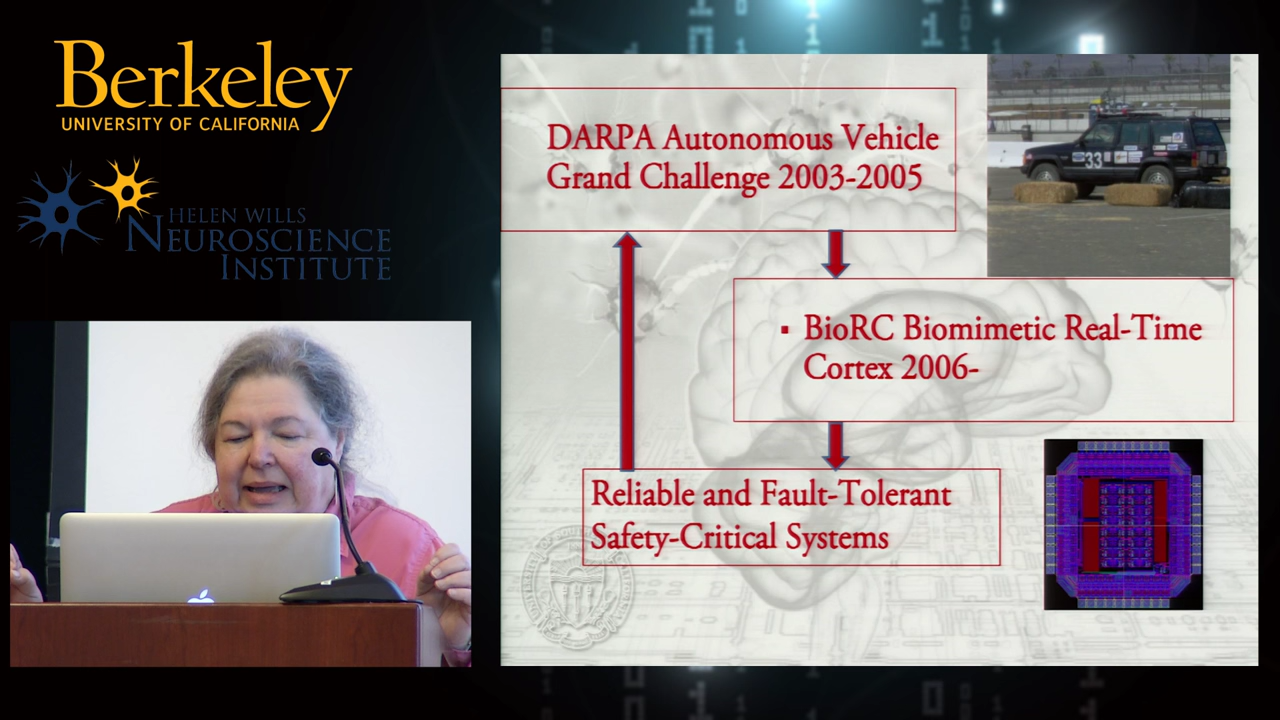 Berkeley
UNIVERSITY OF CALIFORNIA
HELEN WILLS
NEUROSCIENCE
INSTITUTE
DARPA Autonomous Vehicle
Grand Challenge 2003-2005
33
▪ BioRC Biomimetic Real-Time
Cortex 2006-
Reliable and Fault-Tolerant
Safety-Critical Systems